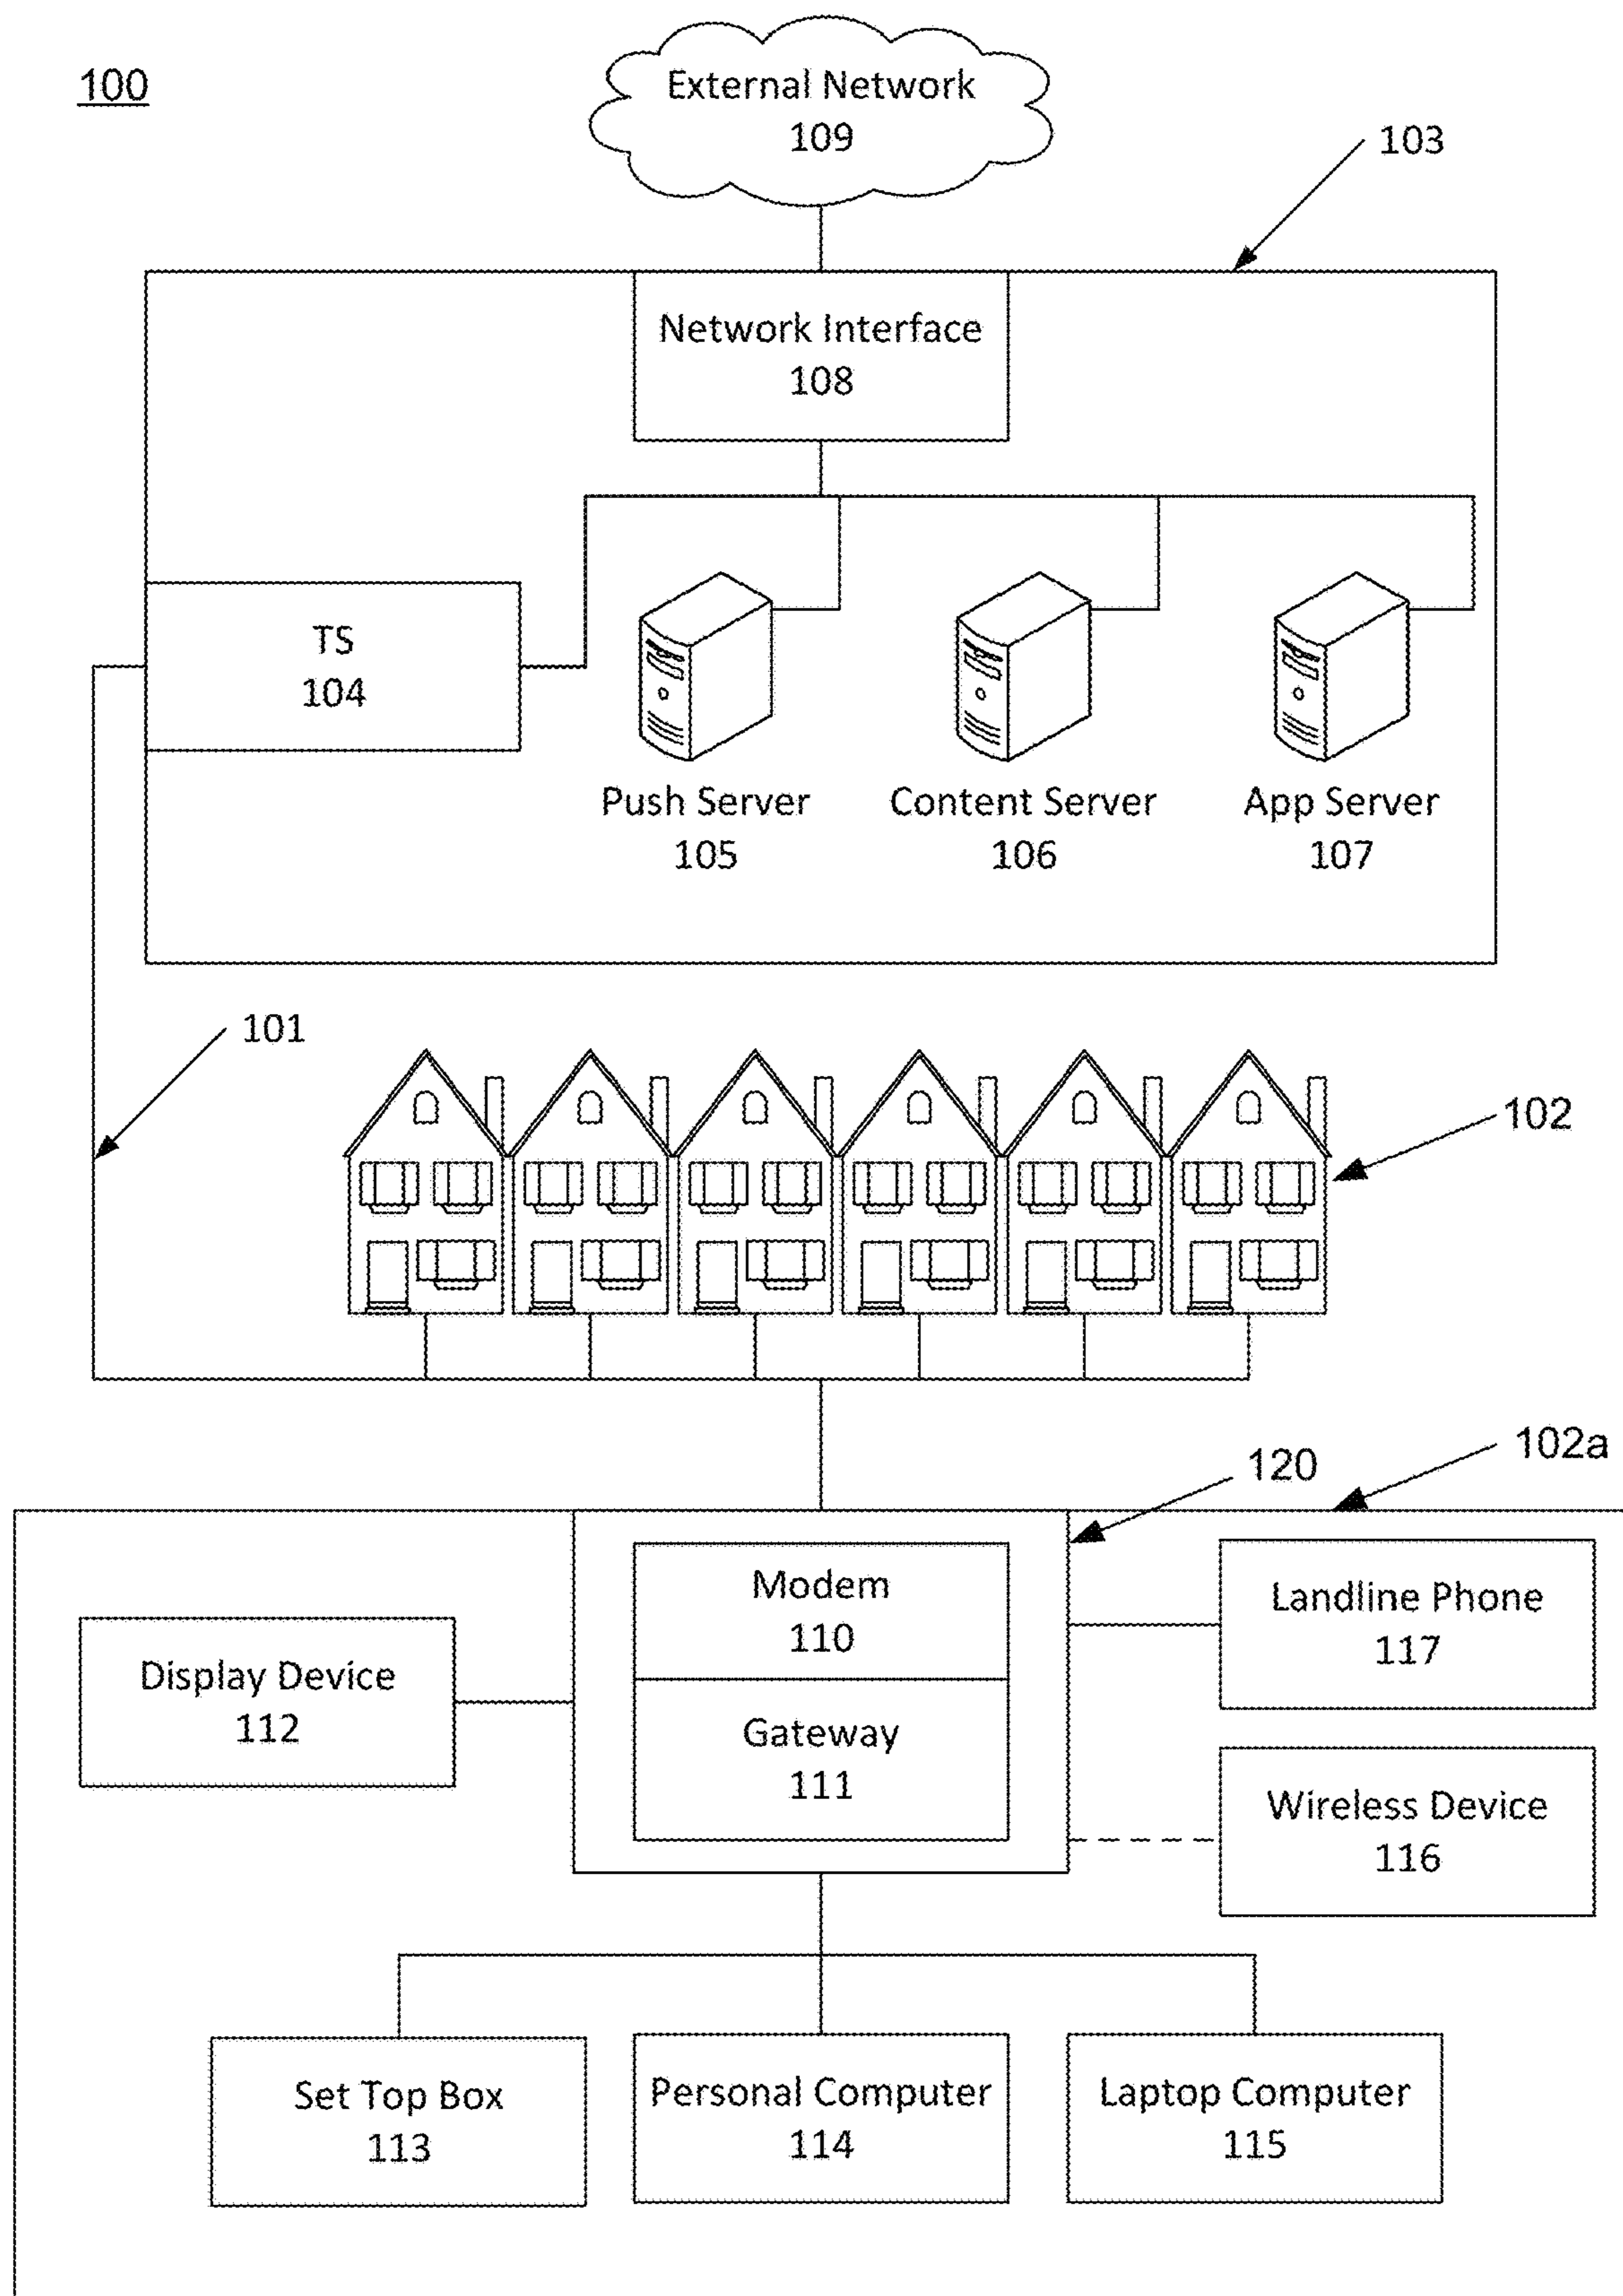 100
External Network
109
103
Network Interface
108
TS
104
Push Server
105
Content Server
106
App Server
107
101
102
102a
120
Modem
110
Gateway
111
Landline Phone
117
Display Device
112
Wireless Device
116
Set Top Box
113
Personal Computer
114
Laptop Computer
115